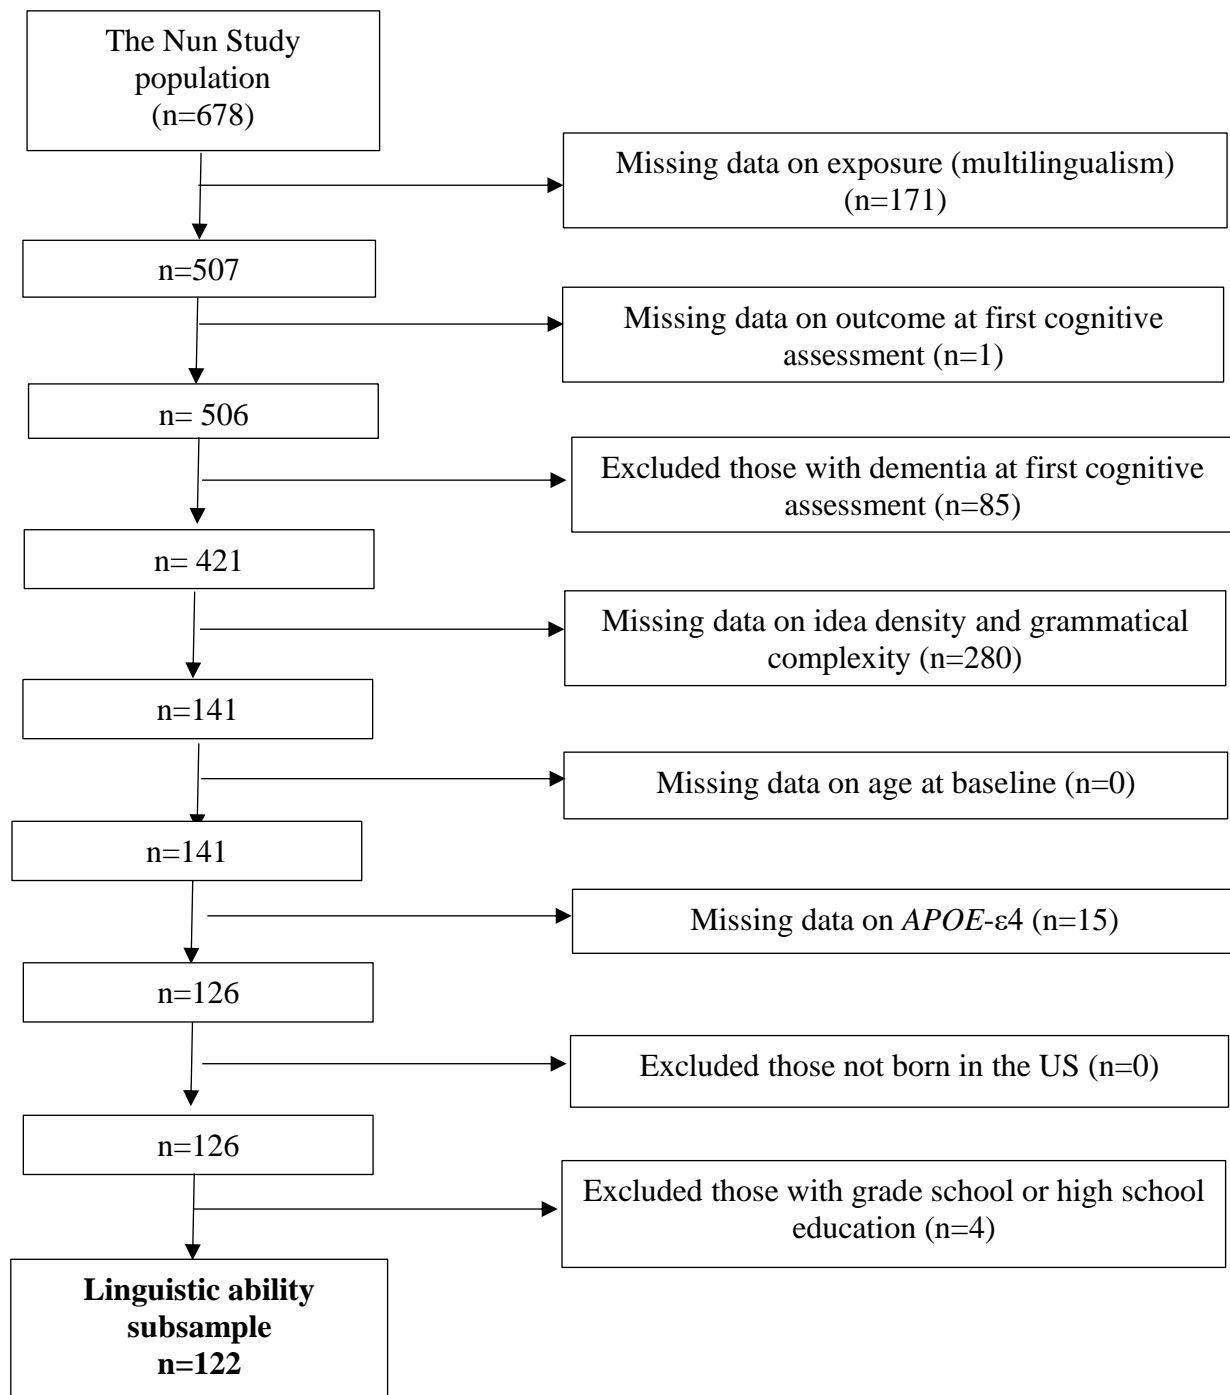 The Nun Study
population
(n=678)
Missing data on exposure (multilingualism)
(n=171)
n=507
Missing data on outcome at first cognitive
assessment (n=1)
n= 506
Excluded those with dementia at first cognitive
assessment (n=85)
n= 421
Missing data on idea density and grammatical
complexity (n=280)
n=141
Missing data on age at baseline (n=0)
n=141
Missing data on APOE-ε4 (n=15)
n=126
Excluded those not born in the US (n=0)
n=126
Excluded those with grade school or high school
education (n=4)
Linguistic ability
subsample
n=122